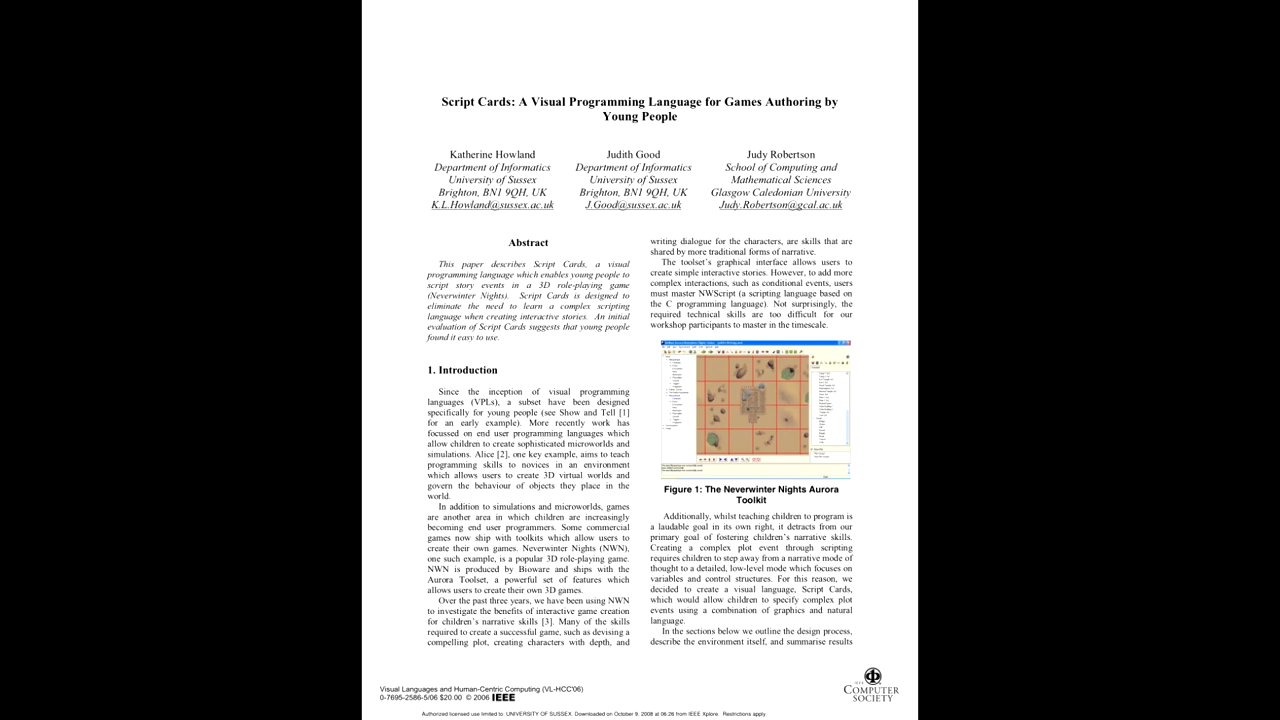 Script Cards: A Visual Programming Language for Games Authoring by
Young People
Katherine Howland
Department of Informatics
University of Sussex
Brighton, BN1 9QH, UK
K.L.Howland@sussex.ac.uk
Judith Good
Department of Informatics
University of Sussex
Brighton, BN1 9QH, UK
J.Good@sussex.ac.uk
Judy Robertson
School of Computing and
Mathematical Sciences
Glasgow Caledonian University
Judy.Robertson@gcal.ac.uk
Abstract
This paper describes Script Cards, a visual
programming language which enables young people to
script story events in a 3D role-playing game
(Neverwinter Nights). Script Cards is designed to
eliminate the need to learn a complex scripting
language when creating interactive stories. An initial
evaluation of Script Cards suggests that young people
found it easy to use.
1. Introduction
Since the inception of visual programming
languages (VPLs), a subset have been designed
specifically for young people (see Show and Tell [1]
for an early example). More recently work has
focussed on end user programming languages which
allow children to create sophisticated microworlds and
simulations. Alice [2], one key example, aims to teach
programming skills to novices in an environment
which allows users to create 3D virtual worlds and
govern the behaviour of objects they place in the
world.
In addition to simulations and microworlds, games
are another area in which children are increasingly
becoming end user programmers. Some commercial
games now ship with toolkits which allow users to
create their own games. Neverwinter Nights (NWN),
one such example, is a popular 3D role-playing game.
NWN is produced by Bioware and ships with the
Aurora Toolset, a powerful set of features which
allows users to create their own 3D games.
Over the past three years, we have been using NWN
to investigate the benefits of interactive game creation
for children's narrative skills [3]. Many of the skills
required to create a successful game, such as devising a
compelling plot, creating characters with depth, and
writing dialogue for the characters, are skills that are
shared by more traditional forms of narrative.
The toolset's graphical interface allows users to
create simple interactive stories. However, to add more
complex interactions, such as conditional events, users
must master NWScript (a scripting language based on
the C programming language). Not surprisingly, the
required technical skills are too difficult for our
workshop participants to master in the timescale.
Figure 1: The Neverwinter Nights Aurora
Toolkit
Additionally, whilst teaching children to program is
a laudable goal in its own right, it detracts from our
primary goal of fostering children's narrative skills.
Creating a complex plot event through scripting
requires children to step away from a narrative mode of
thought to a detailed, low-level mode which focuses on
variables and control structures. For this reason, we
decided to create a visual language, Script Cards,
which would allow children to specify complex plot
events using a combination of graphics and natural
language.
In the sections below we outline the design process,
describe the environment itself, and summarise results
Visual Languages and Human-Centric Computing (VL-HCC'06)
0-7695-2586-5/06 $20.00 © 2006 IEEE
IEEE
COMPUTER
SOCIETY
Authorized licensed use limited to: UNIVERSITY OF SUSSEX. Downloaded on October 9, 2008 at 06:26 from IEEE Xplore. Restrictions apply.